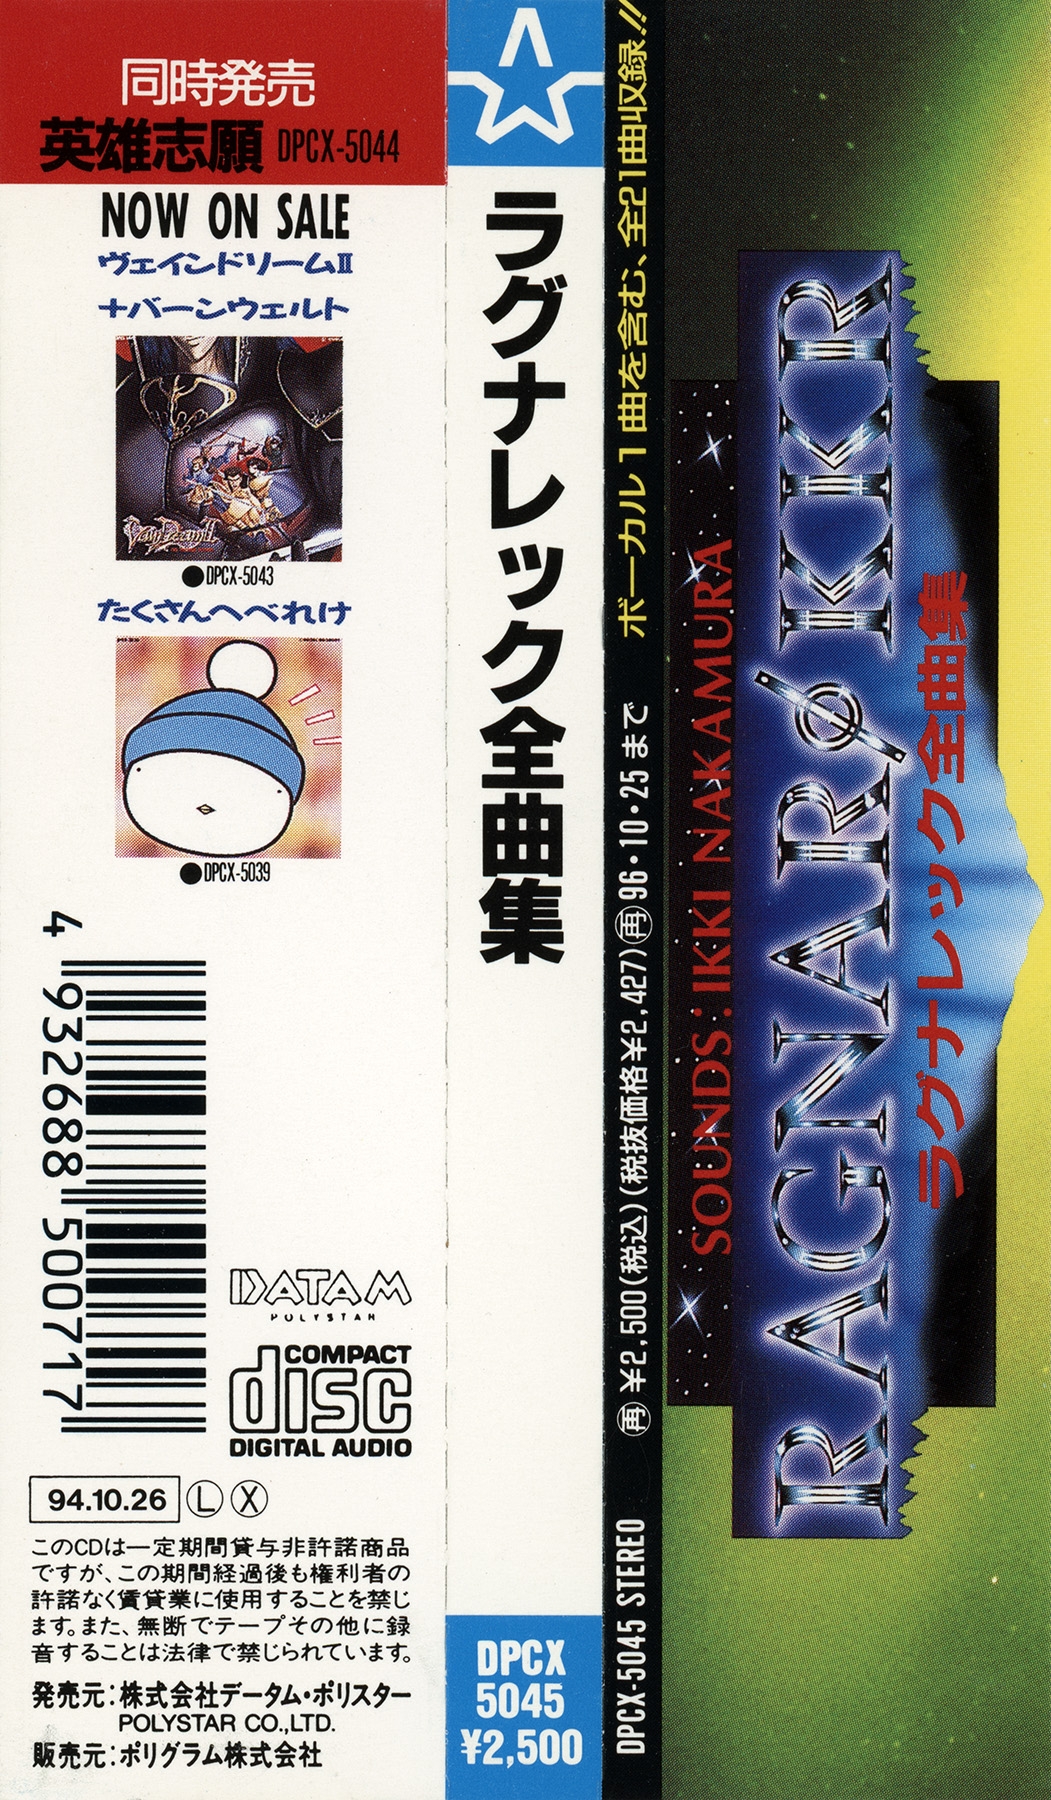 同時発売
英雄志願 DPCX-5044
NOW ON SALE
ヴェインドリームⅡ
+バーンウェルト
●DPCX-5043
たくさんへべれけ
●DPCX-5039
4 932688 500717
DATAM
POLYSTAR
COMPACT
disc
DIGITAL AUDIO
94.10.26 Ⓛ Ⓧ
このCDは一定期間貸与非許諾商品
ですが、この期間経過後も権利者の
許諾なく賃貸業に使用することを禁じ
ます。また、無断でテープその他に録
音することは法律で禁じられています。
発売元:株式会社データム・ポリスター
POLYSTAR CO.,LTD.
販売元:ポリグラム株式会社
ラグナレック全曲集
DPCX
5045
¥2,500
DPCX-5045 STEREO 再 ¥2,500(税込)(税抜価格¥2,427)再96・10・25まで ボーカル1曲を含む、全21曲収録!!
SOUNDS:IKKI NAKAMURA
RAGNARØKKR
ラグナレック全曲集